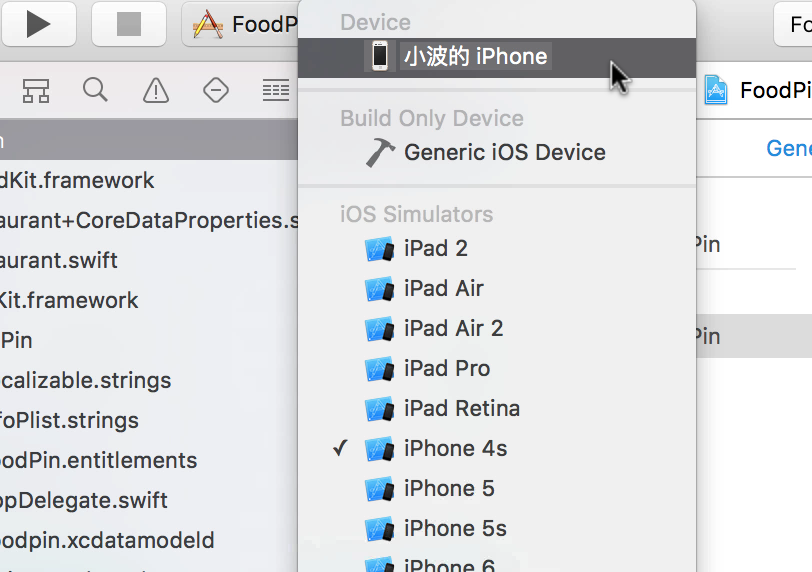 FoodP
Device
小波的 iPhone
Build Only Device
Generic iOS Device
iOS Simulators
iPad 2
iPad Air
iPad Air 2
iPad Pro
iPad Retina
iPhone 4s
iPhone 5
iPhone 5s
iPhone 6
dKit.framework
aurant+CoreDataProperties.s
aurant.swift
Kit.framework
Pin
calizable.strings
foPlist.strings
odPin.entitlements
ppDelegate.swift
odpin.xcdatamodeld
Fo
FoodPi
Gene
Pin
Pin